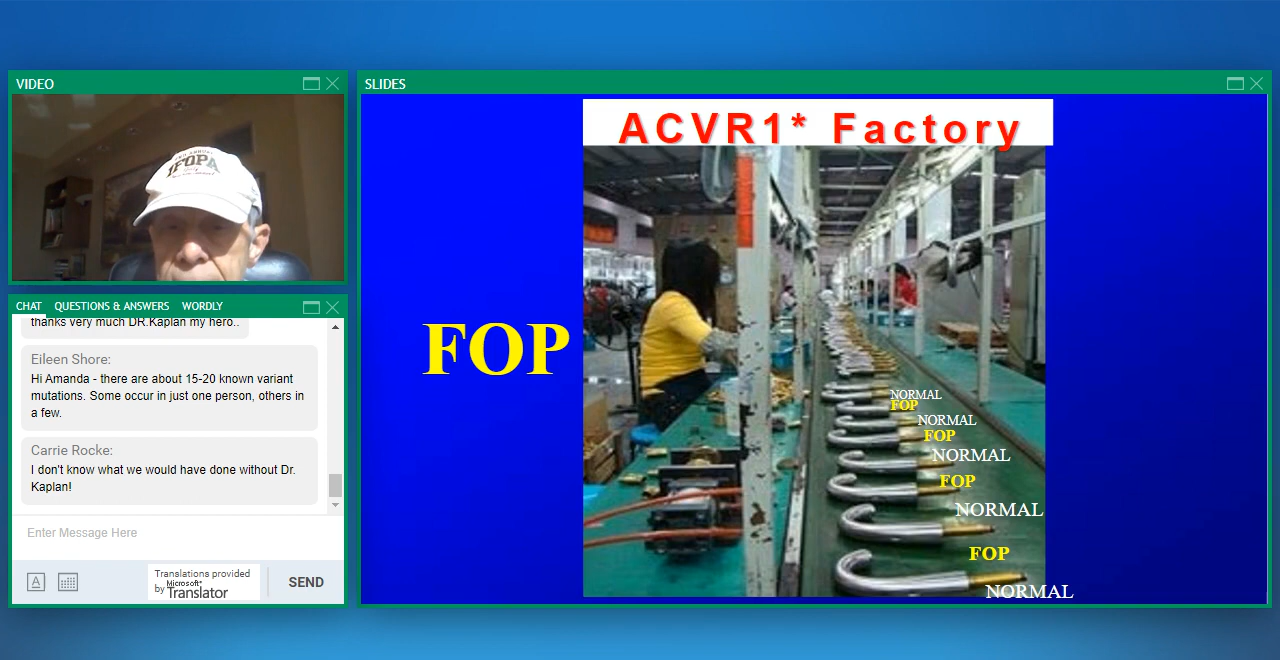 VIDEO
IFOPA
CHAT QUESTIONS & ANSWERS WORDLY
thanks very much DR.Kaplan my hero..
Eileen Shore:
Hi Amanda - there are about 15-20 known variant
mutations. Some occur in just one person, others in
a few.
Carrie Rocke:
I don't know what we would have done without Dr.
Kaplan!
Enter Message Here
A
Translations provided
by Microsoft®
Translator
SEND
SLIDES
ACVR1* Factory
FOP
NORMAL
FOP
NORMAL
FOP
NORMAL
FOP
NORMAL
FOP
NORMAL